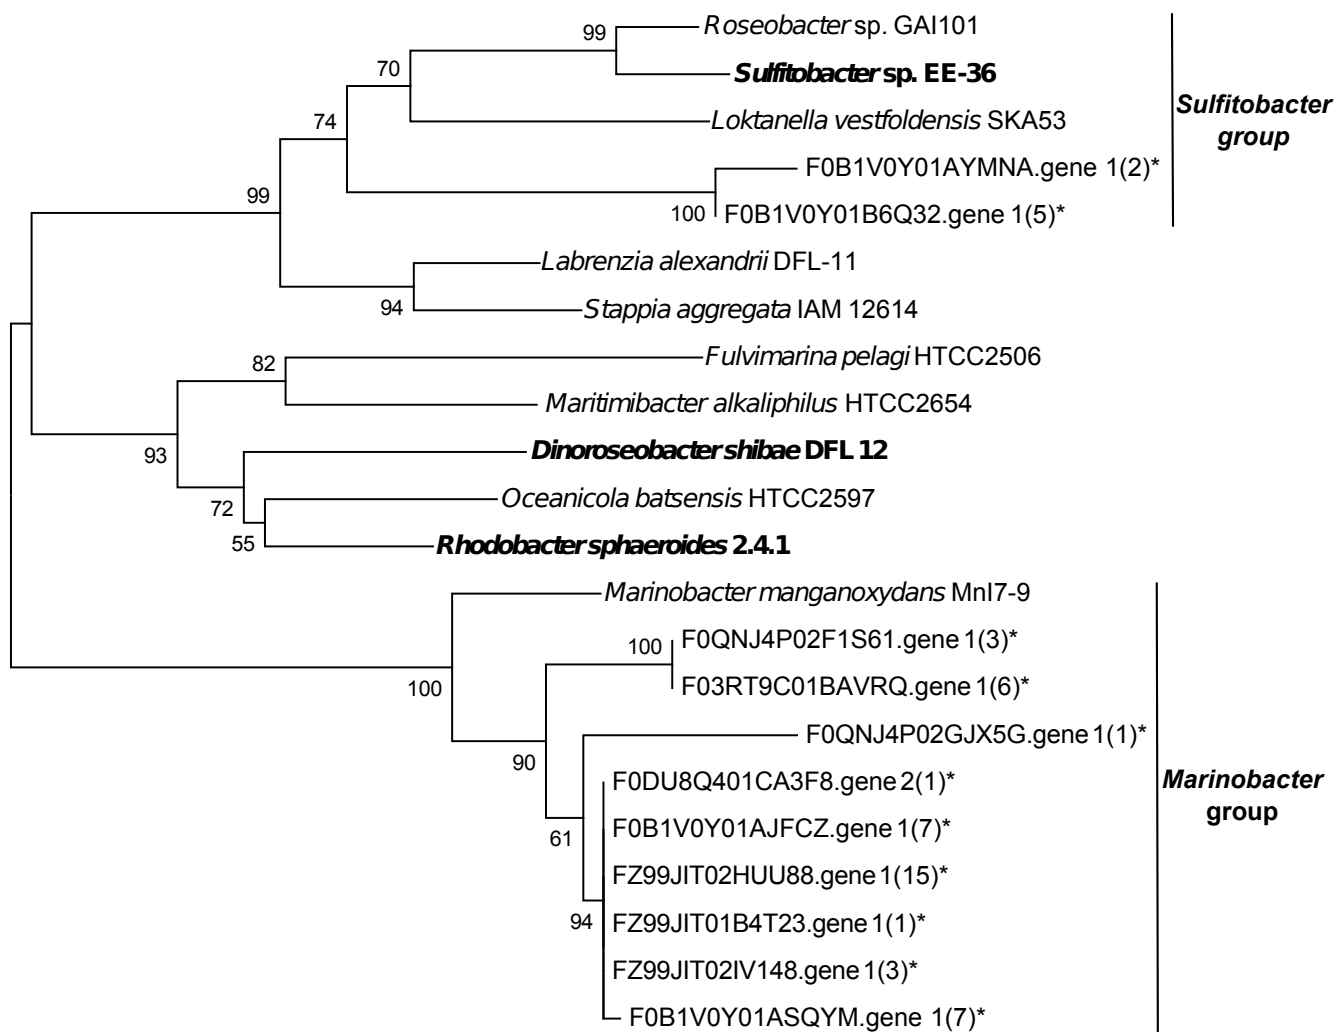 Roseobacter sp. GAI101
99
Sulfitobacter sp. EE-36
70
Loktanella vestfoldensis SKA53
74
Sulfitobacter
group
F0B1V0Y01AYMNA.gene 1(2)*
99
100
F0B1V0Y01B6Q32.gene 1(5)*
Labrenzia alexandrii DFL-11
94
Stappia aggregata IAM 12614
Fulvimarina pelagi HTCC2506
82
Maritimibacter alkaliphilus HTCC2654
93
Dinoroseobacter shibae DFL 12
72
Oceanicola batsensis HTCC2597
55
Rhodobacter sphaeroides 2.4.1
Marinobacter manganoxydans MnI7-9
100
F0QNJ4P02F1S61.gene 1(3)*
100
F03RT9C01BAVRQ.gene 1(6)*
90
F0QNJ4P02GJX5G.gene 1(1)*
F0DU8Q401CA3F8.gene 2(1)*
Marinobacter
group
61
F0B1V0Y01AJFCZ.gene 1(7)*
FZ99JIT02HUU88.gene 1(15)*
94
FZ99JIT01B4T23.gene 1(1)*
FZ99JIT02IV148.gene 1(3)*
F0B1V0Y01ASQYM.gene 1(7)*